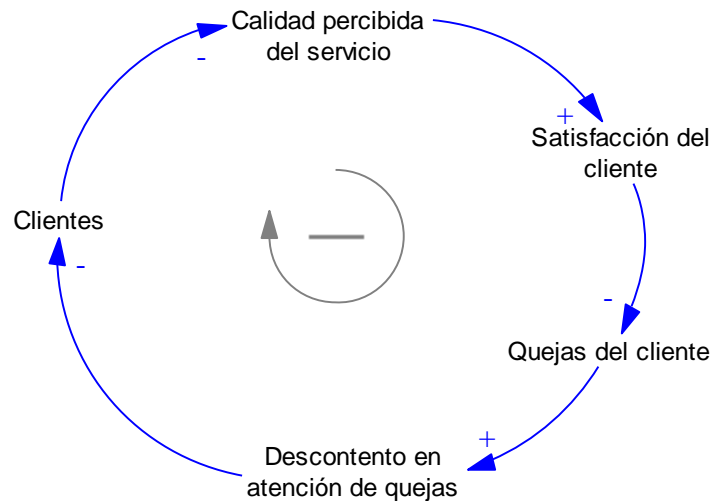 Calidad percibida
del servicio
-
+
Satisfacción del
cliente
Clientes
-
-
Quejas del cliente
+
Descontento en
atención de quejas